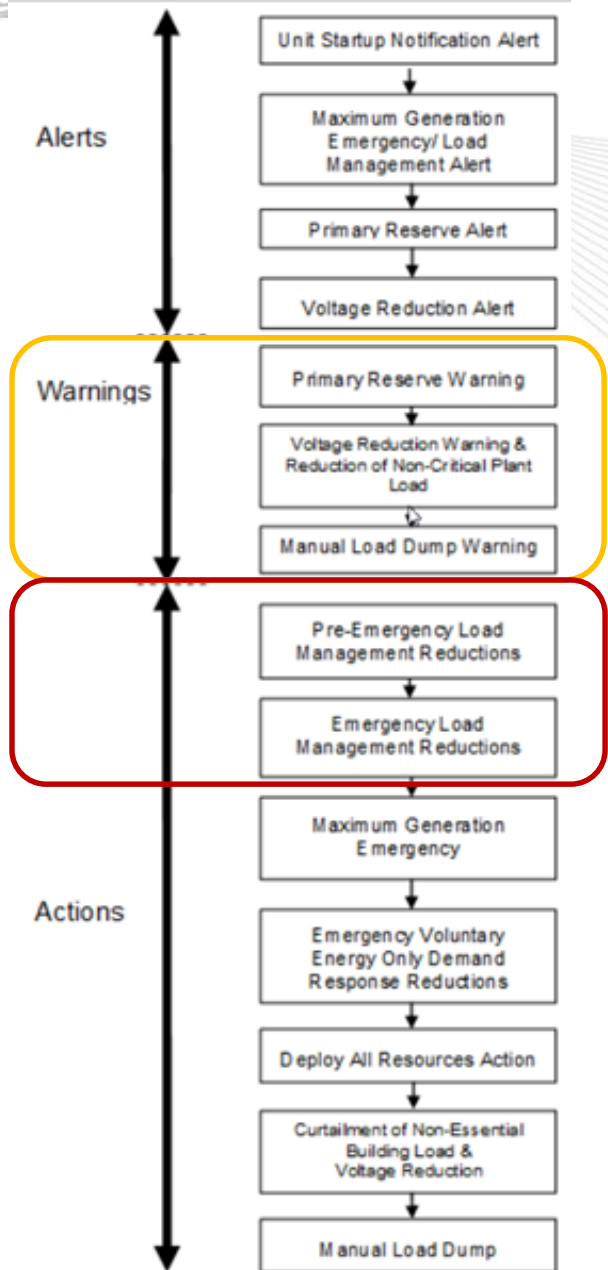 Unit Startup Notification Alert
Alerts
Maximum Generation
Emergency/ Load
Management Alert
Primary Reserve Alert
Voltage Reduction Alert
Warnings
Primary Reserve Warning
Voltage Reduction Warning &
Reduction of Non-Critical Plant
Load
Manual Load Dump Warning
Pre-Emergency Load
Management Reductions
Emergency Load
Management Reductions
Maximum Generation
Emergency
Actions
Emergency Voluntary
Energy Only Demand
Response Reductions
Deploy All Resources Action
Curtailment of Non-Essential
Building Load &
Voltage Reduction
Manual Load Dump